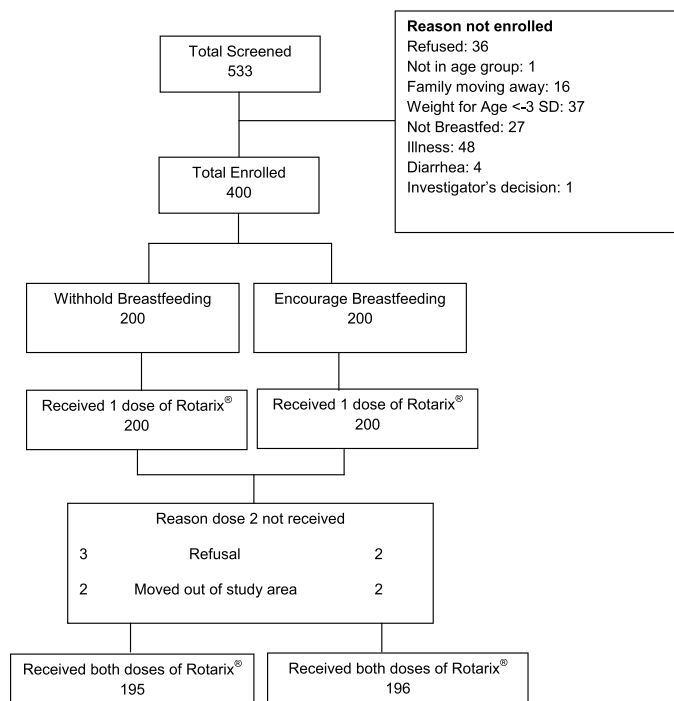 Total Screened
533
Reason not enrolled
Refused: 36
Not in age group: 1
Family moving away: 16
Weight for Age <-3 SD: 37
Not Breastfed: 27
Illness: 48
Diarrhea: 4
Investigator's decision: 1
Total Enrolled
400
Withhold Breastfeeding
200
Encourage Breastfeeding
200
Received 1 dose of Rotarix®
200
Received 1 dose of Rotarix®
200
Reason dose 2 not received
3 Refusal 2
2 Moved out of study area 2
Received both doses of Rotarix®
195
Received both doses of Rotarix®
196